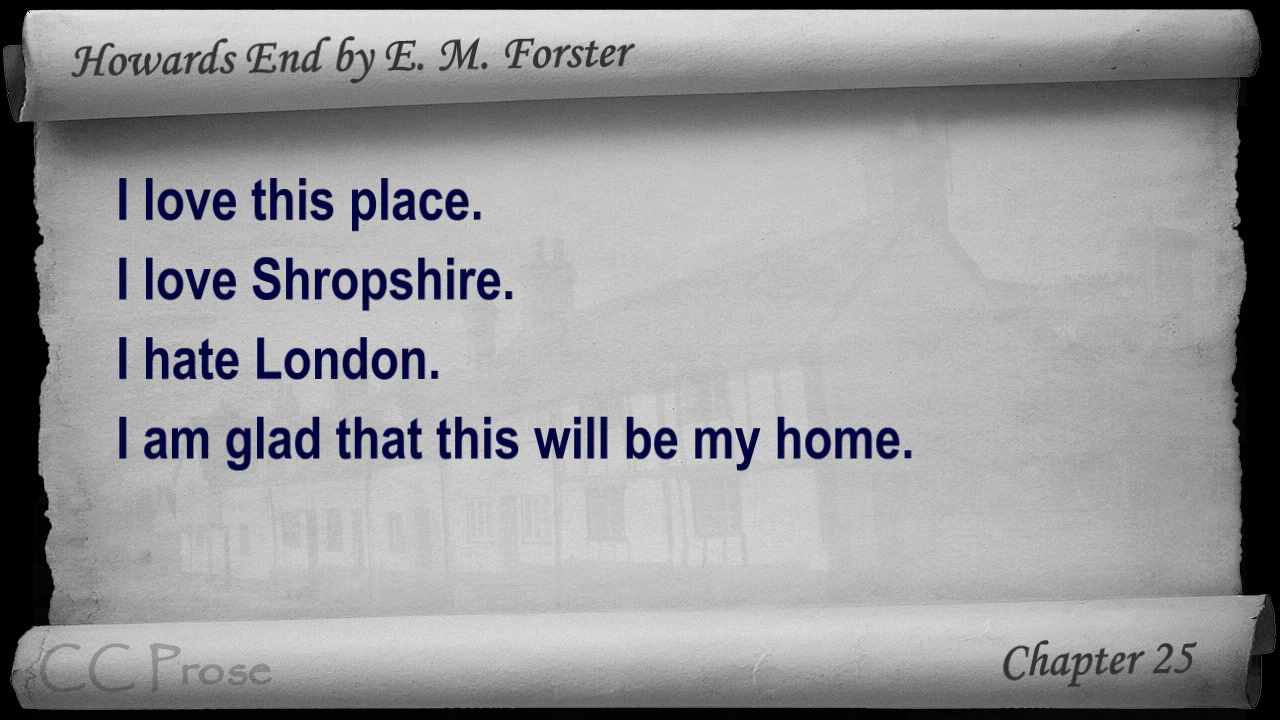 Howards End by E. M. Forster
I love this place.
I love Shropshire.
I hate London.
I am glad that this will be my home.
CC Prose
Chapter 25